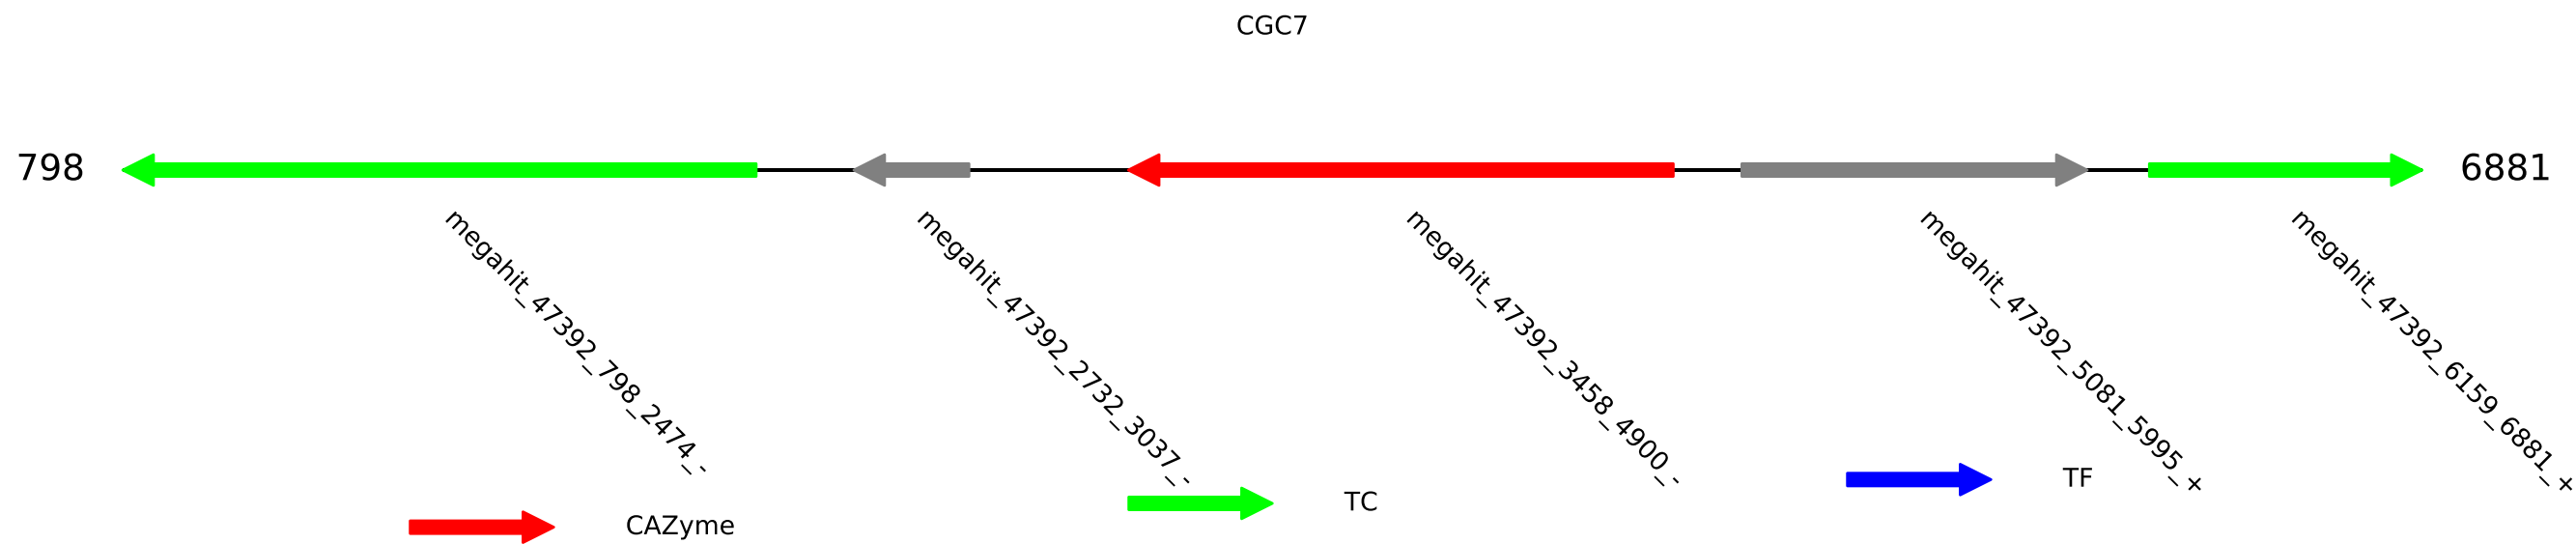 CGC7
798
6881
megahit_47392_798_2474_-
megahit_47392_2732_3037_-
megahit_47392_3458_4900_-
megahit_47392_5081_5995_+
megahit_47392_6159_6881_+
CAZyme
TC
TF